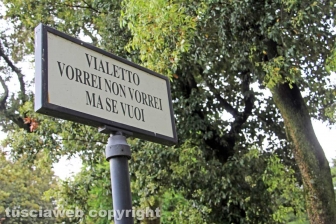 VIALETTO
VORREI NON VORREI
MA SE VUOI
tusciaweb copyright